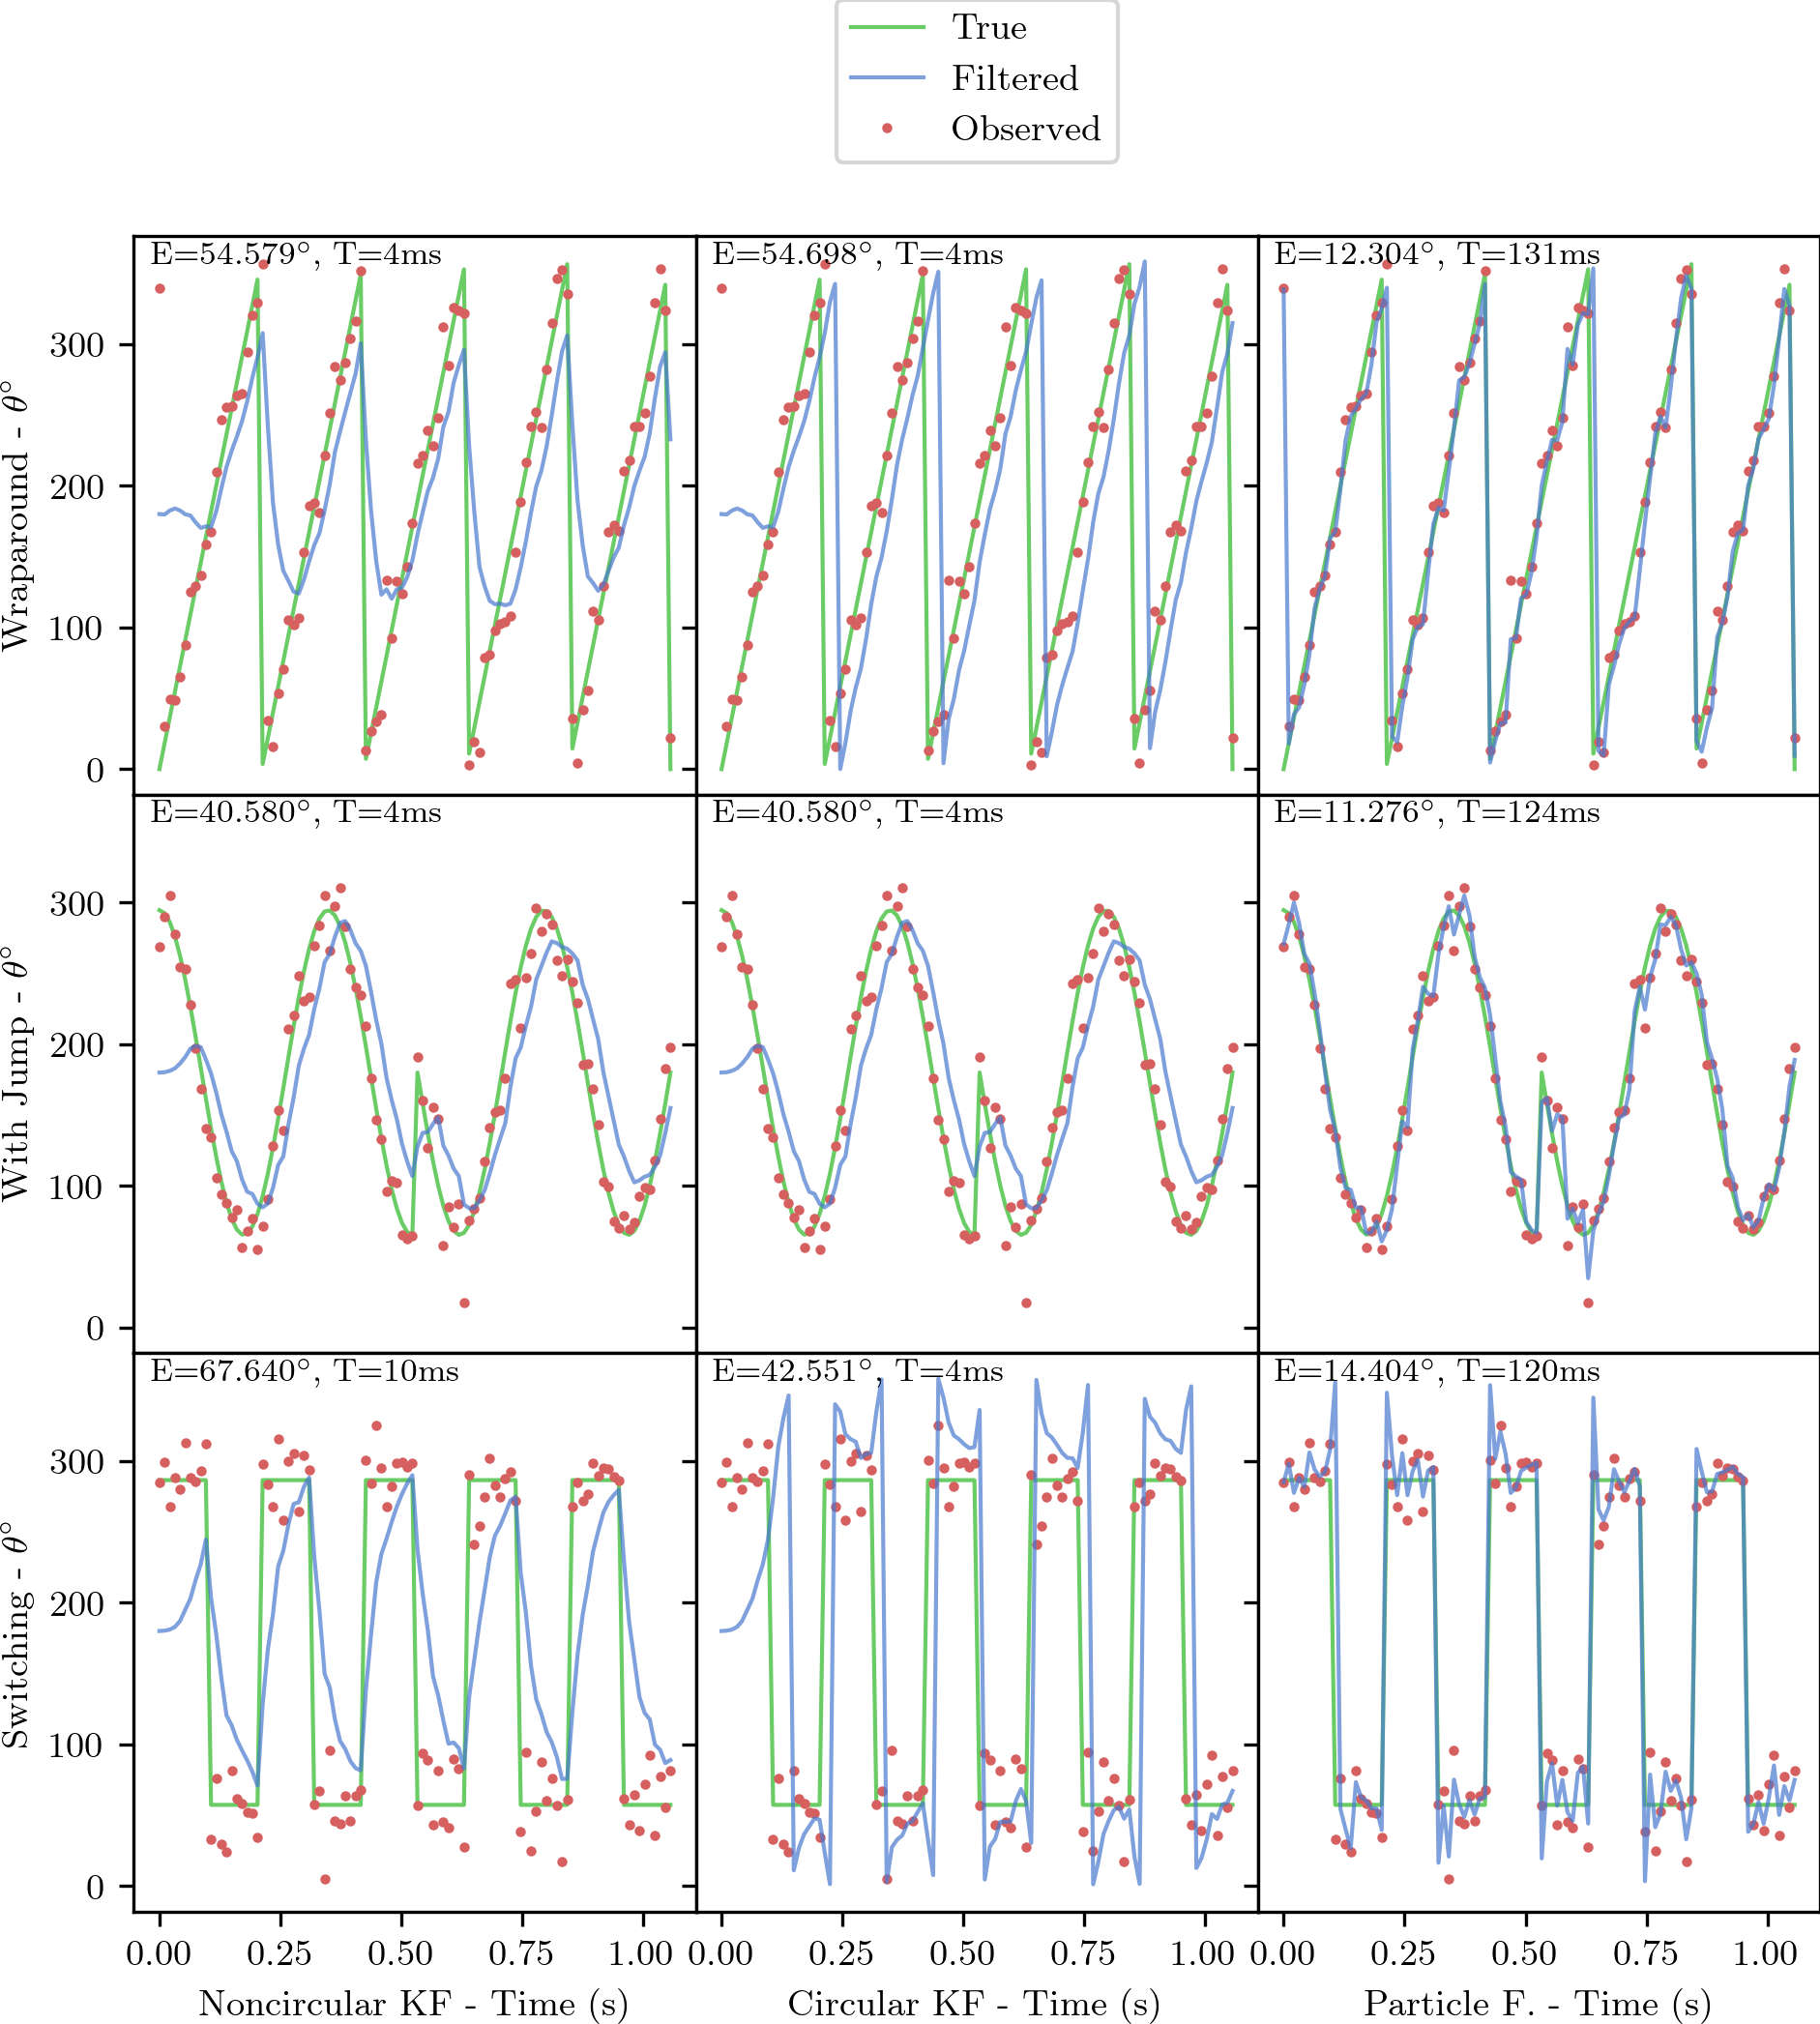 True
Filtered
Observed
E=54.579°, T=4ms
E=54.698°, T=4ms
E=12.304°, T=131ms
Wraparound - θ°
300
200
100
0
E=40.580°, T=4ms
E=40.580°, T=4ms
E=11.276°, T=124ms
With Jump - θ°
300
200
100
0
E=67.640°, T=10ms
E=42.551°, T=4ms
E=14.404°, T=120ms
Switching - θ°
300
200
100
0
0.00 0.25 0.50 0.75 1.00
0.00 0.25 0.50 0.75 1.00
0.00 0.25 0.50 0.75 1.00
Noncircular KF - Time (s)
Circular KF - Time (s)
Particle F. - Time (s)